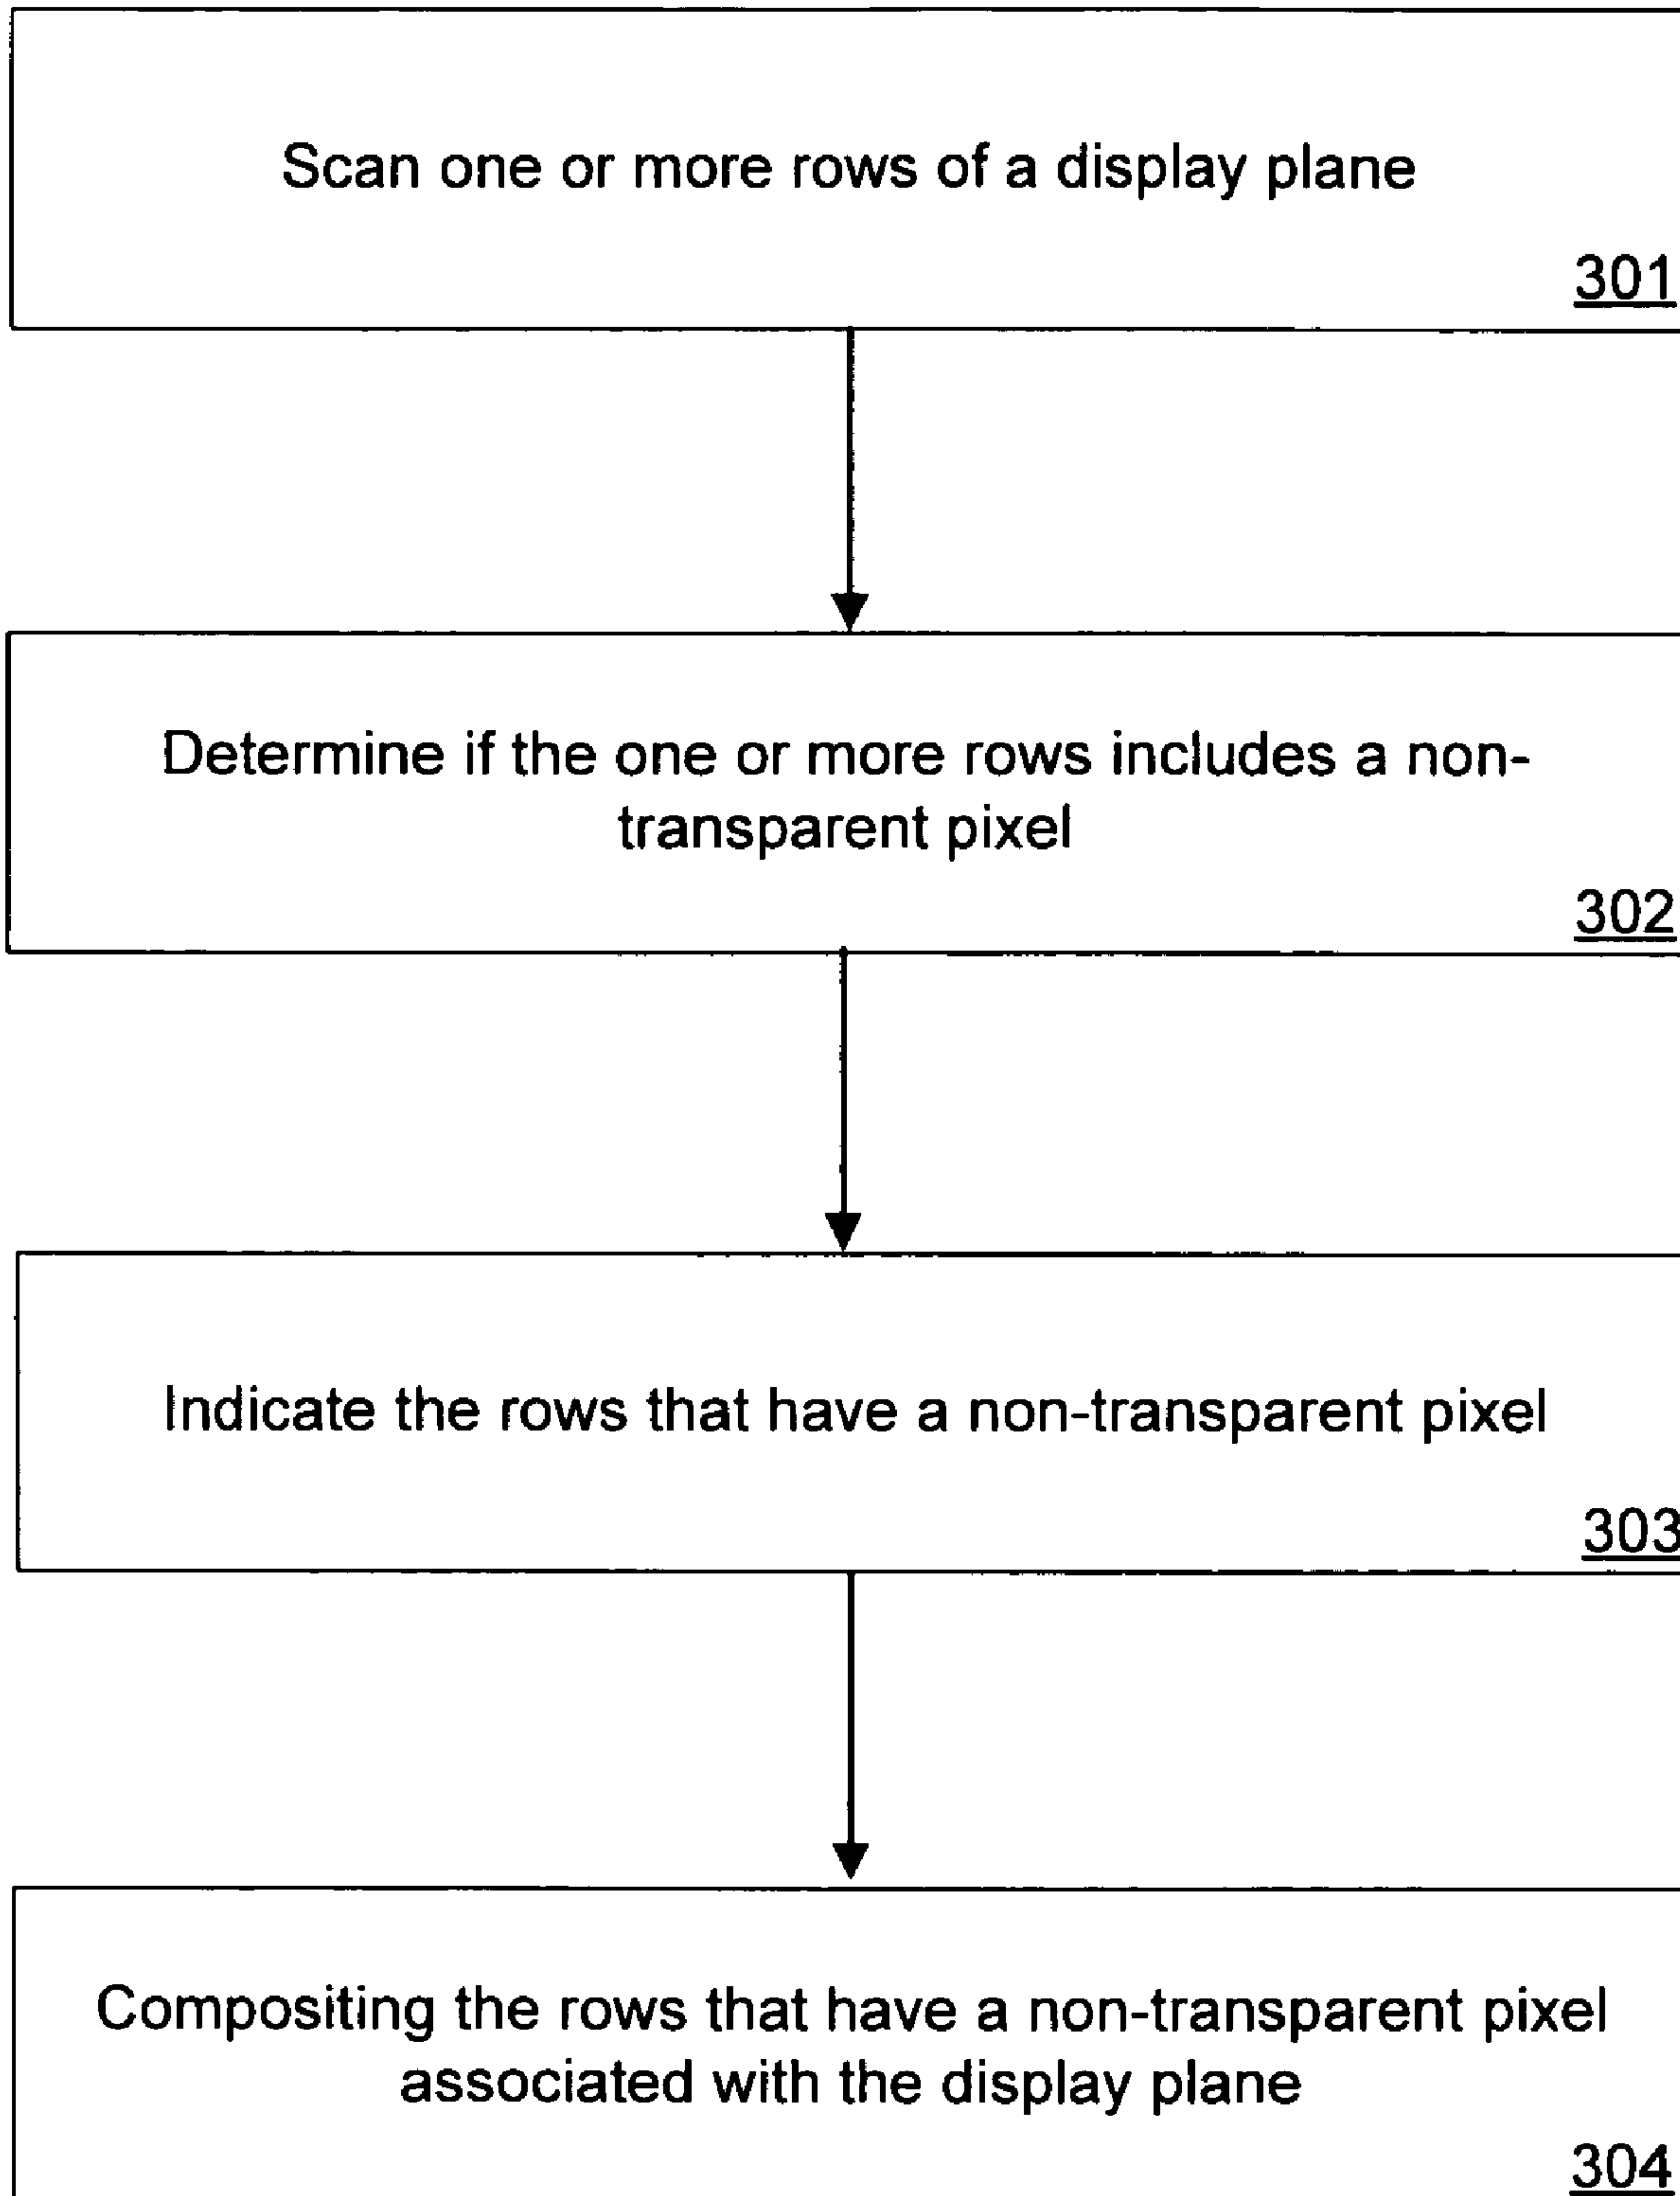 Scan one or more rows of a display plane
301
Determine if the one or more rows includes a non-
transparent pixel
302
Indicate the rows that have a non-transparent pixel
303
Compositing the rows that have a non-transparent pixel
associated with the display plane
304